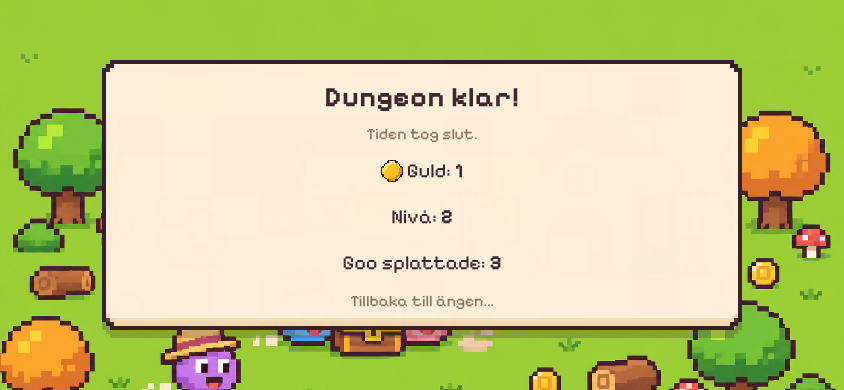 Dungeon klar!
Tiden tog slut.
Guld: 1
Nivå: 2
Goo splattade: 3
Tillbaka till ängen...